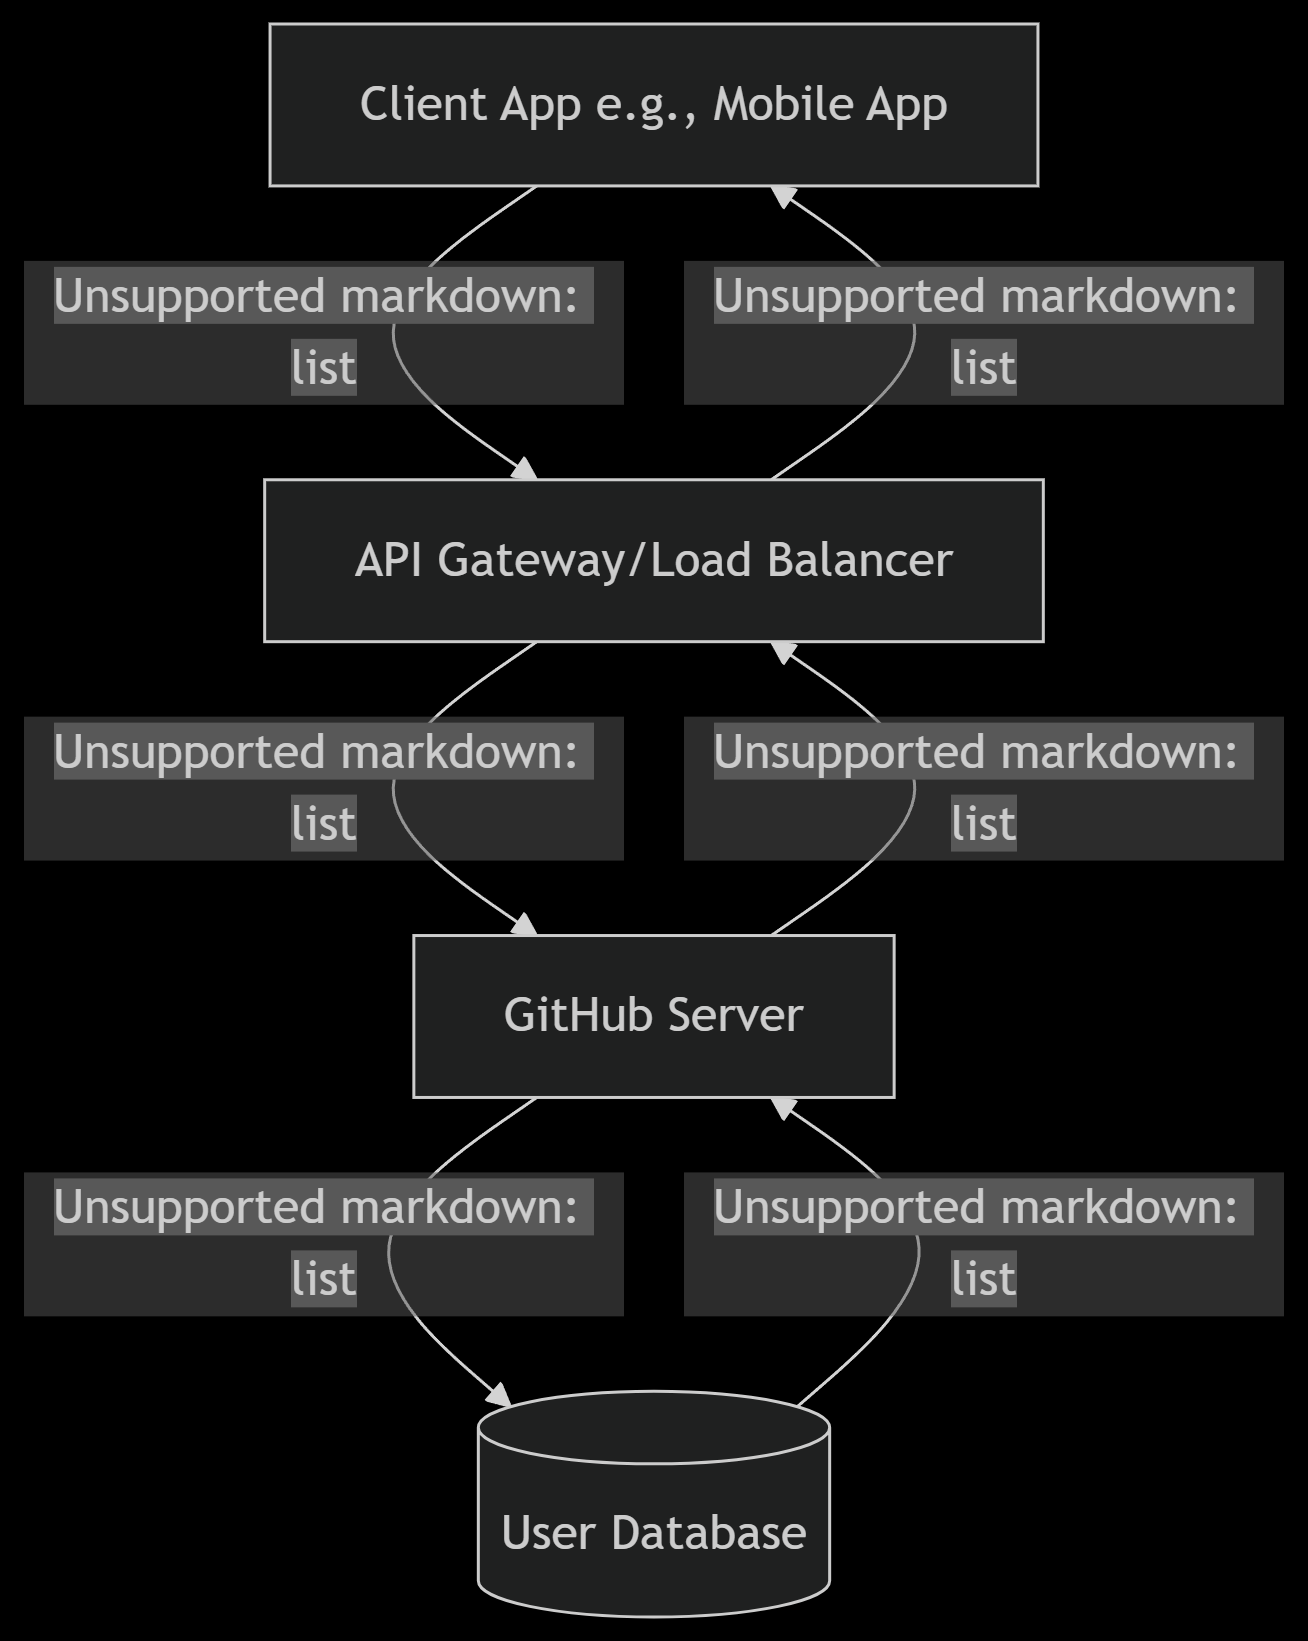 Client App e.g., Mobile App
Unsupported markdown:
list
Unsupported markdown:
list
API Gateway/Load Balancer
Unsupported markdown:
list
Unsupported markdown:
list
GitHub Server
Unsupported markdown:
list
Unsupported markdown:
list
User Database